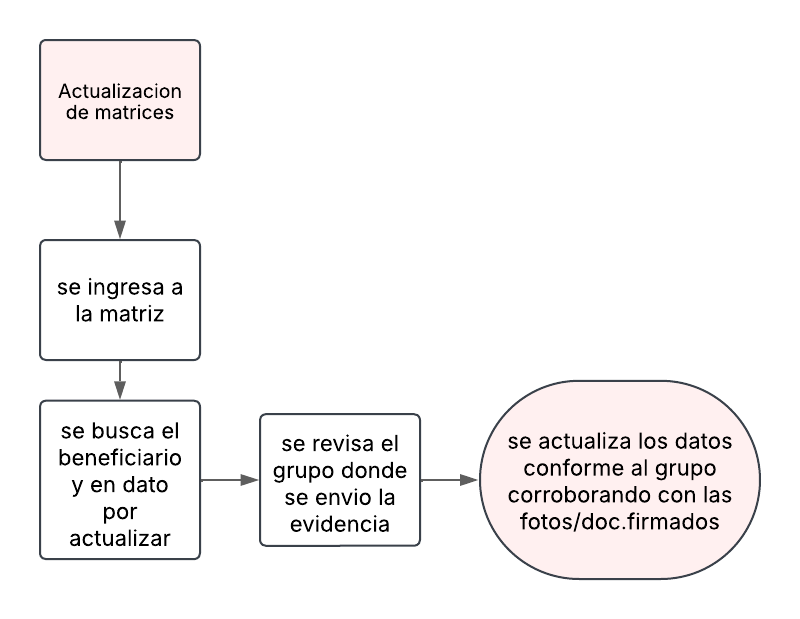 Actualizacion
de matrices
se ingresa a
la matriz
se busca el
beneficiario
y en dato
por
actualizar
se revisa el
grupo donde
se envio la
evidencia
se actualiza los datos
conforme al grupo
corroborando con las
fotos/doc.firmados